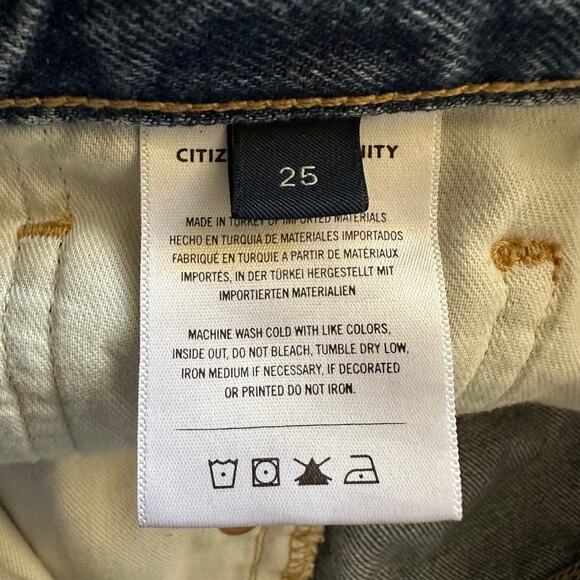 CITIZ NITY
25
MADE IN TURKEY OF IMPORTED MATERIALS
HECHO EN TURQUIA DE MATERIALES IMPORTADOS
FABRIQUÉ EN TURQUIE A PARTIR DE MATÉRIAUX
IMPORTÉS, IN DER TÜRKEI HERGESTELLT MIT
IMPORTIERTEN MATERIALIEN
MACHINE WASH COLD WITH LIKE COLORS,
INSIDE OUT, DO NOT BLEACH, TUMBLE DRY LOW,
IRON MEDIUM IF NECESSARY, IF DECORATED
OR PRINTED DO NOT IRON.